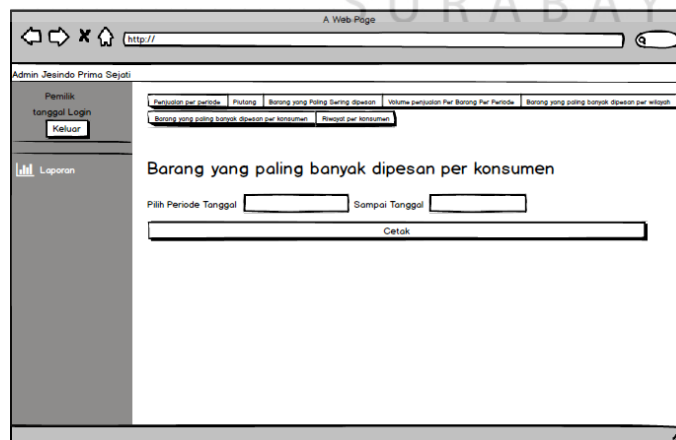 SURABAY
A Web Page
http://
Admin Jesindo Prima Sejati
Pemilik
tanggal Login
Keluar
Laporan
Penjualan per periode Piutang Barang yang Paling Sering dipesan Volume penjualan Per Barang Per Periode Barang yang paling banyak dipesan per wilayah
Barang yang paling banyak dipesan per konsumen Riwayat per konsumen
Barang yang paling banyak dipesan per konsumen
Pilih Periode Tanggal Sampai Tanggal
Cetak